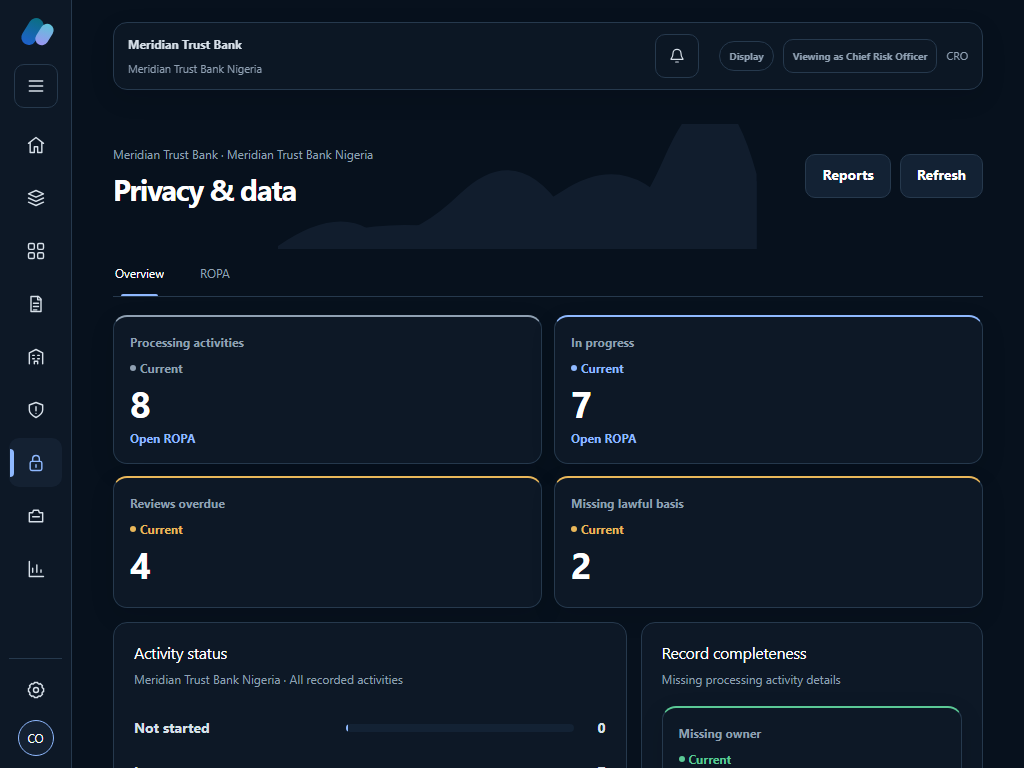 Meridian Trust Bank
Meridian Trust Bank Nigeria
Display
Viewing as Chief Risk Officer
CRO
Meridian Trust Bank · Meridian Trust Bank Nigeria
Privacy & data
Reports
Refresh
Overview
ROPA
Processing activities
Current
8
Open ROPA
In progress
Current
7
Open ROPA
Reviews overdue
Current
4
Missing lawful basis
Current
2
Activity status
Meridian Trust Bank Nigeria · All recorded activities
Not started
0
Record completeness
Missing processing activity details
Missing owner
Current
CO